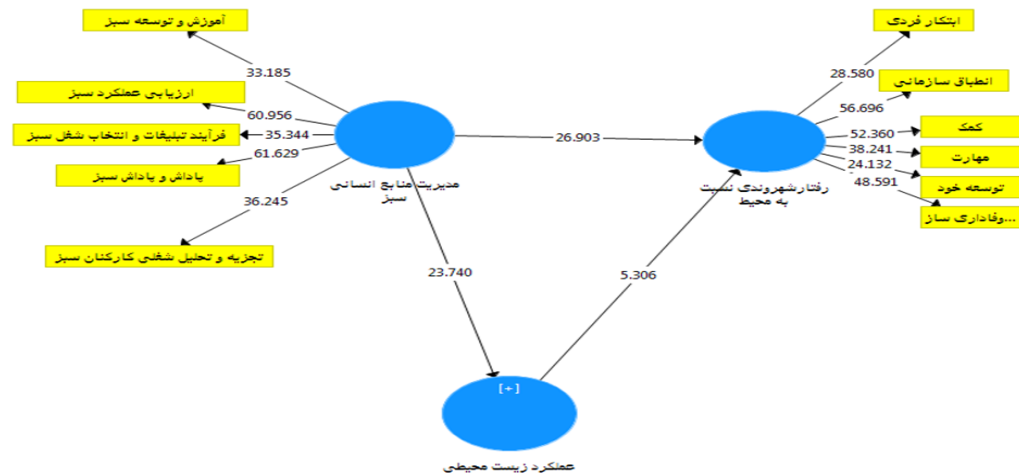 آموزش و توسعه سبز
ارزیابی عملکرد سبز
فرآیند تبلیغات و انتخاب شغل سبز
پاداش و پاداش سبز
تجزیه و تحلیل شغلی کارکنان سبز
33.185
60.956
35.344
61.629
36.245
مدیریت منابع انسانی
سبز
26.903
23.740
5.306
[+]
عملکرد زیست محیطی
رفتارشهروندی نسبت
به محیط
28.580
56.696
52.360
38.241
24.132
48.591
ابتکار فردی
انطباق سازمانی
کمک
مهارت
توسعه خود
وفاداری ساز...